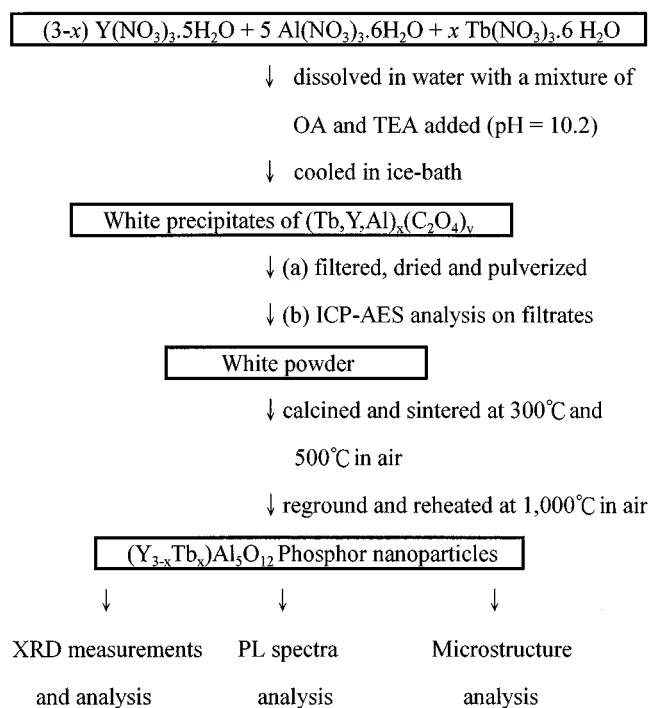 (3-x) Y(NO₃)₃.5H₂O + 5 Al(NO₃)₃.6H₂O + x Tb(NO₃)₃.6 H₂O
↓ dissolved in water with a mixture of
OA and TEA added (pH = 10.2)
↓ cooled in ice-bath
White precipitates of (Tb,Y,Al)ₓ(C₂O₄)ᵧ
↓ (a) filtered, dried and pulverized
↓ (b) ICP-AES analysis on filtrates
White powder
↓ calcined and sintered at 300℃ and
500℃ in air
↓ reground and reheated at 1,000℃ in air
(Y₃₋ₓTbₓ)Al₅O₁₂ Phosphor nanoparticles
↓ ↓ ↓
XRD measurements PL spectra Microstructure
and analysis analysis analysis